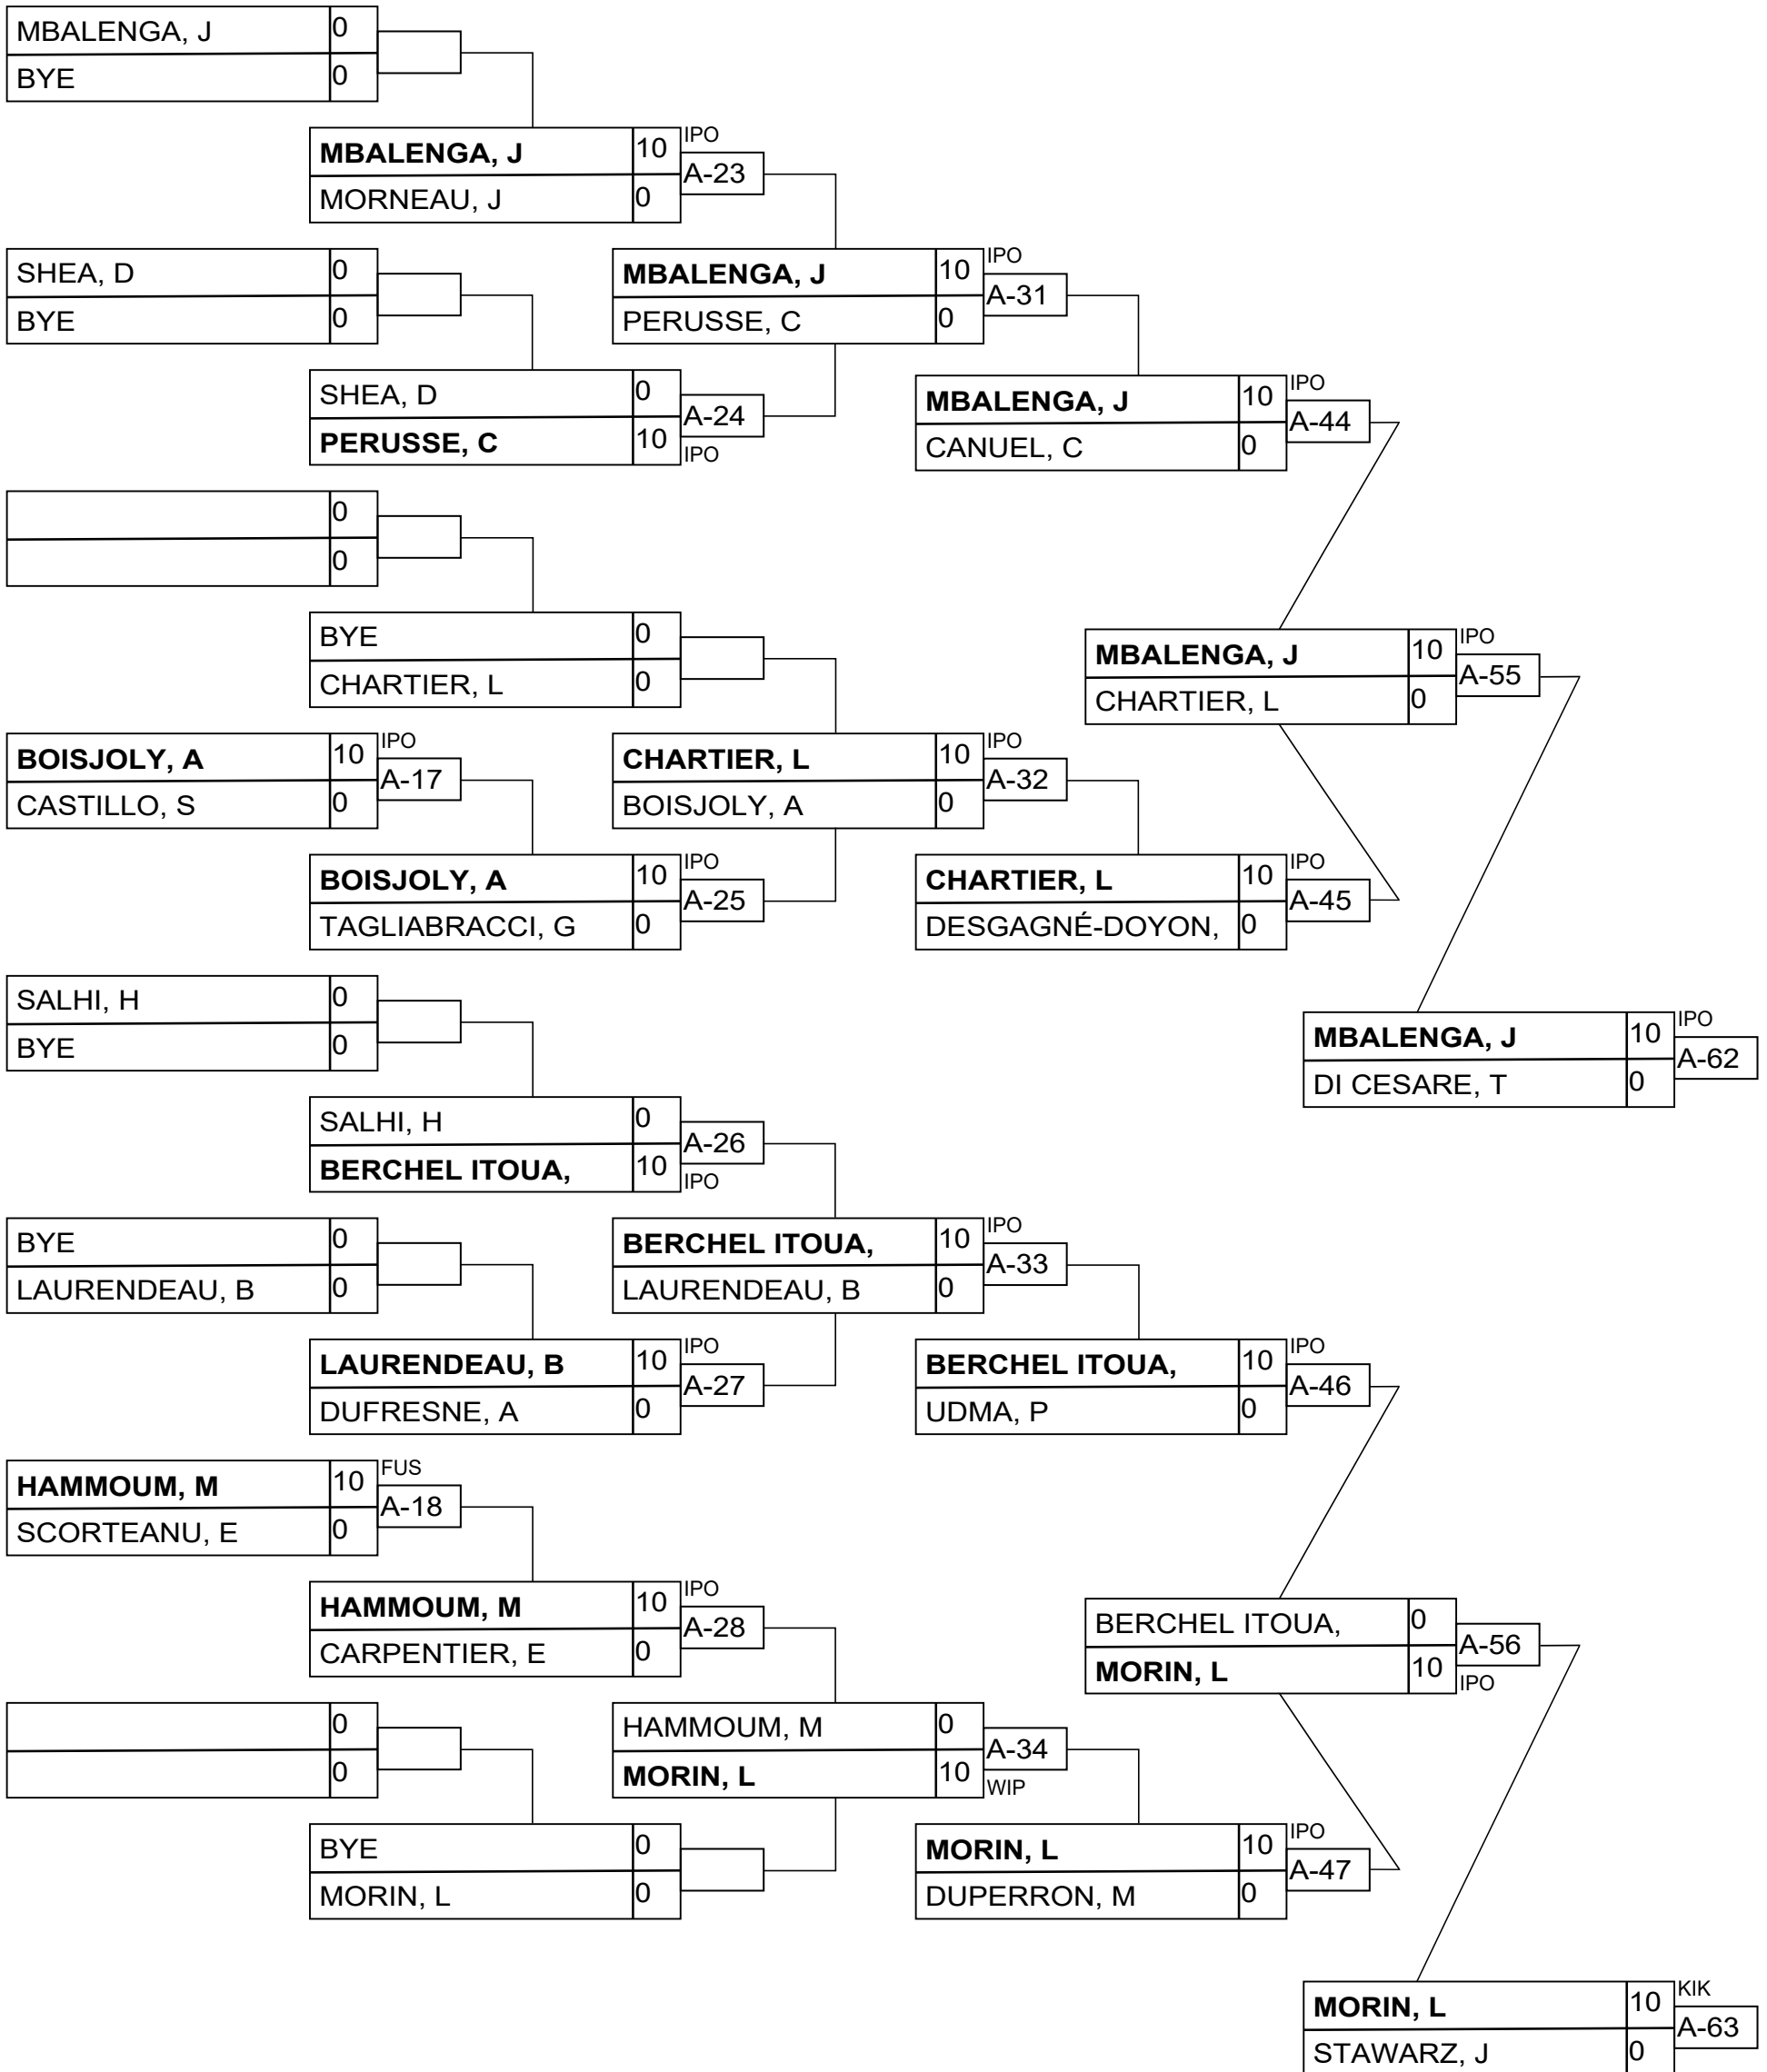 MBALENGA, J 0
BYE 0
IPO
MBALENGA, J 10
A-23
MORNEAU, J 0
SHEA, D 0
BYE 0
IPO
MBALENGA, J 10
A-31
PERUSSE, C 0
SHEA, D 0
A-24
PERUSSE, C 10
IPO
IPO
MBALENGA, J 10
A-44
CANUEL, C 0
0
0
BYE 0
CHARTIER, L 0
IPO
MBALENGA, J 10
A-55
CHARTIER, L 0
IPO
BOISJOLY, A 10
A-17
CASTILLO, S 0
IPO
CHARTIER, L 10
A-32
BOISJOLY, A 0
IPO
BOISJOLY, A 10
A-25
TAGLIABRACCI, G 0
IPO
CHARTIER, L 10
A-45
DESGAGNÉ-DOYON, 0
SALHI, H 0
BYE 0
IPO
MBALENGA, J 10
A-62
DI CESARE, T 0
SALHI, H 0
A-26
BERCHEL ITOUA, 10
IPO
BYE 0
LAURENDEAU, B 0
IPO
BERCHEL ITOUA, 10
A-33
LAURENDEAU, B 0
IPO
LAURENDEAU, B 10
A-27
DUFRESNE, A 0
IPO
BERCHEL ITOUA, 10
A-46
UDMA, P 0
FUS
HAMMOUM, M 10
A-18
SCORTEANU, E 0
IPO
HAMMOUM, M 10
A-28
CARPENTIER, E 0
BERCHEL ITOUA, 0
A-56
MORIN, L 10
IPO
0
0
HAMMOUM, M 0
A-34
MORIN, L 10
WIP
BYE 0
MORIN, L 0
IPO
MORIN, L 10
A-47
DUPERRON, M 0
KIK
MORIN, L 10
A-63
STAWARZ, J 0